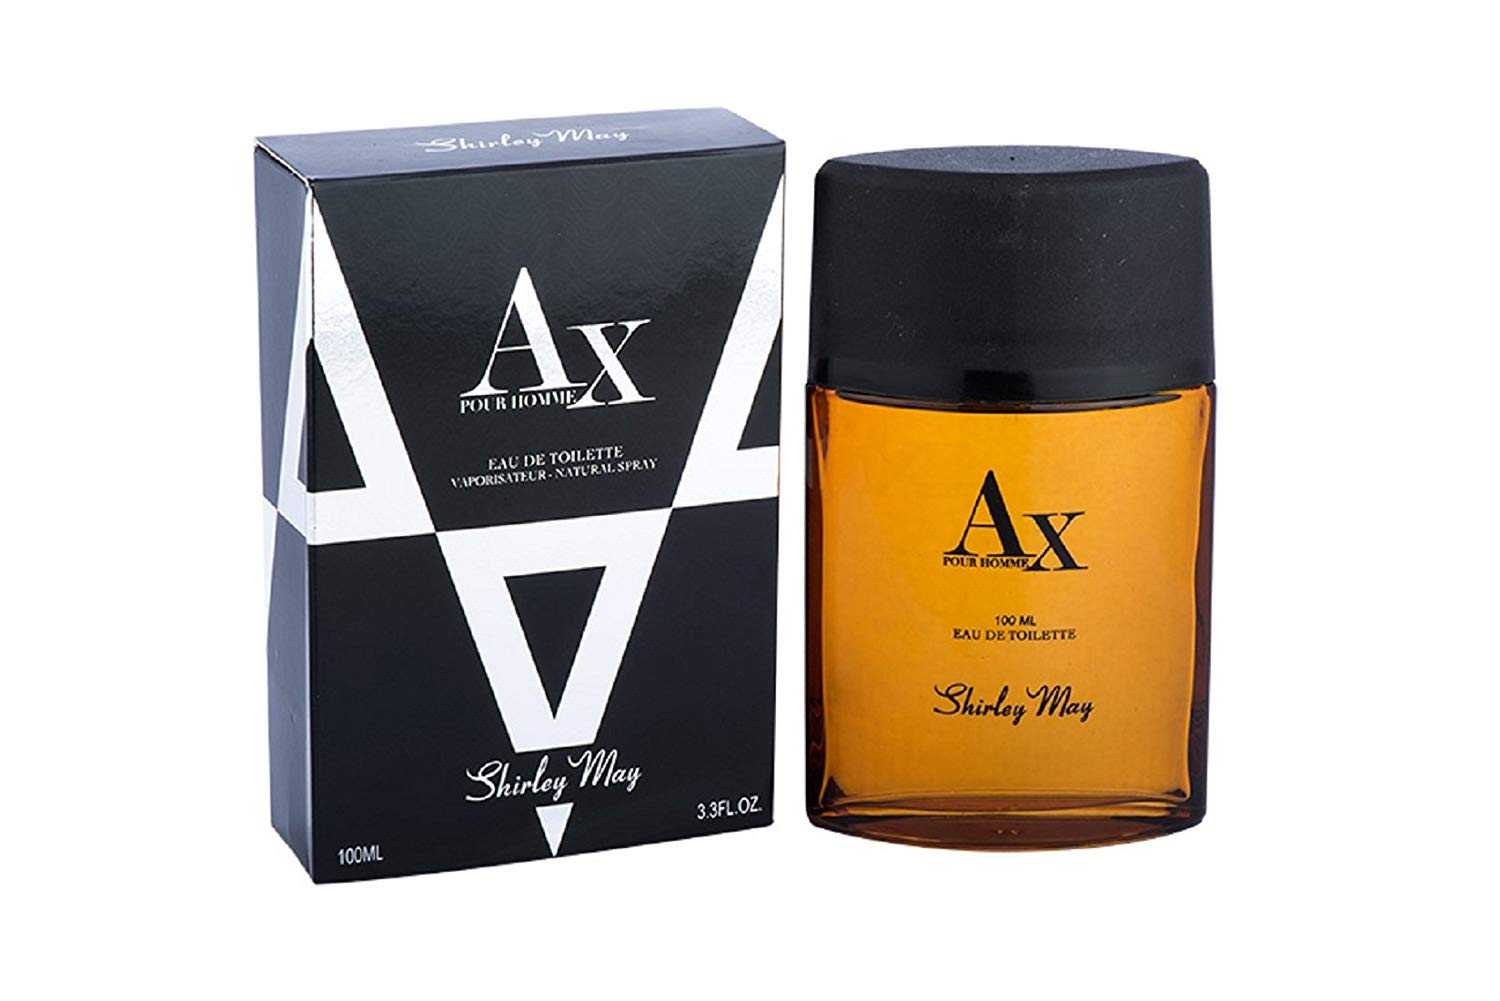 Shirley May
AX
POUR HOMME
EAU DE TOILETTE
VAPORISATEUR - NATURAL SPRAY
Shirley May
100ML
3.3FL.OZ.
AX
POUR HOMME
100 ML
EAU DE TOILETTE
Shirley May